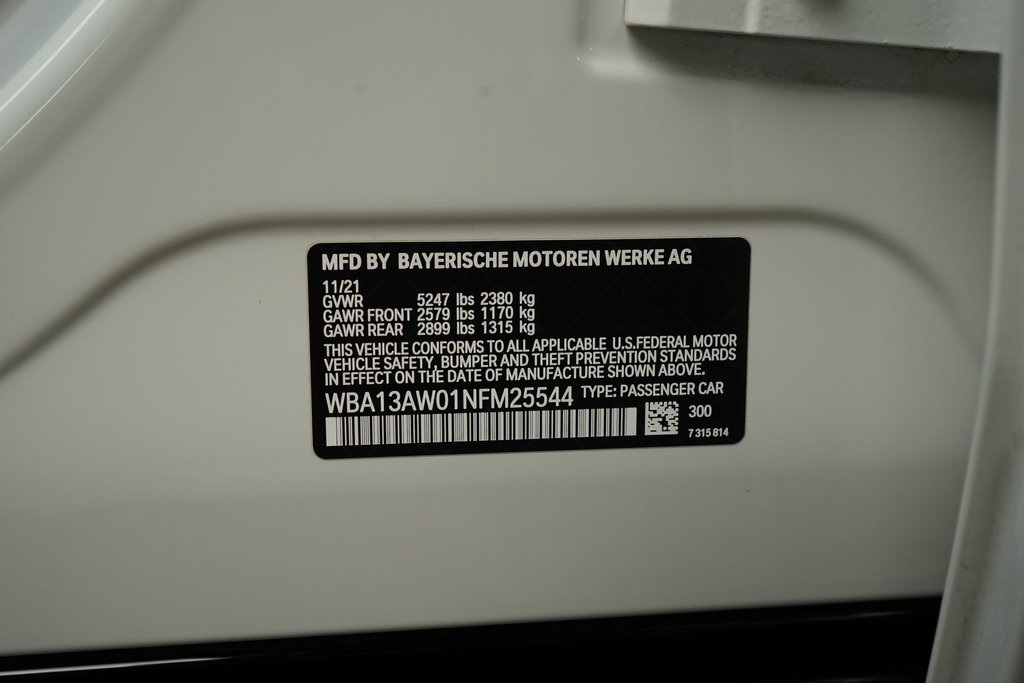 MFD BY BAYERISCHE MOTOREN WERKE AG
11/21
GVWR 5247 lbs 2380 kg
GAWR FRONT 2579 lbs 1170 kg
GAWR REAR 2899 lbs 1315 kg
THIS VEHICLE CONFORMS TO ALL APPLICABLE U.S.FEDERAL MOTOR
VEHICLE SAFETY, BUMPER AND THEFT PREVENTION STANDARDS
IN EFFECT ON THE DATE OF MANUFACTURE SHOWN ABOVE.
WBA13AW01NFM25544 TYPE: PASSENGER CAR
300
7 315 814